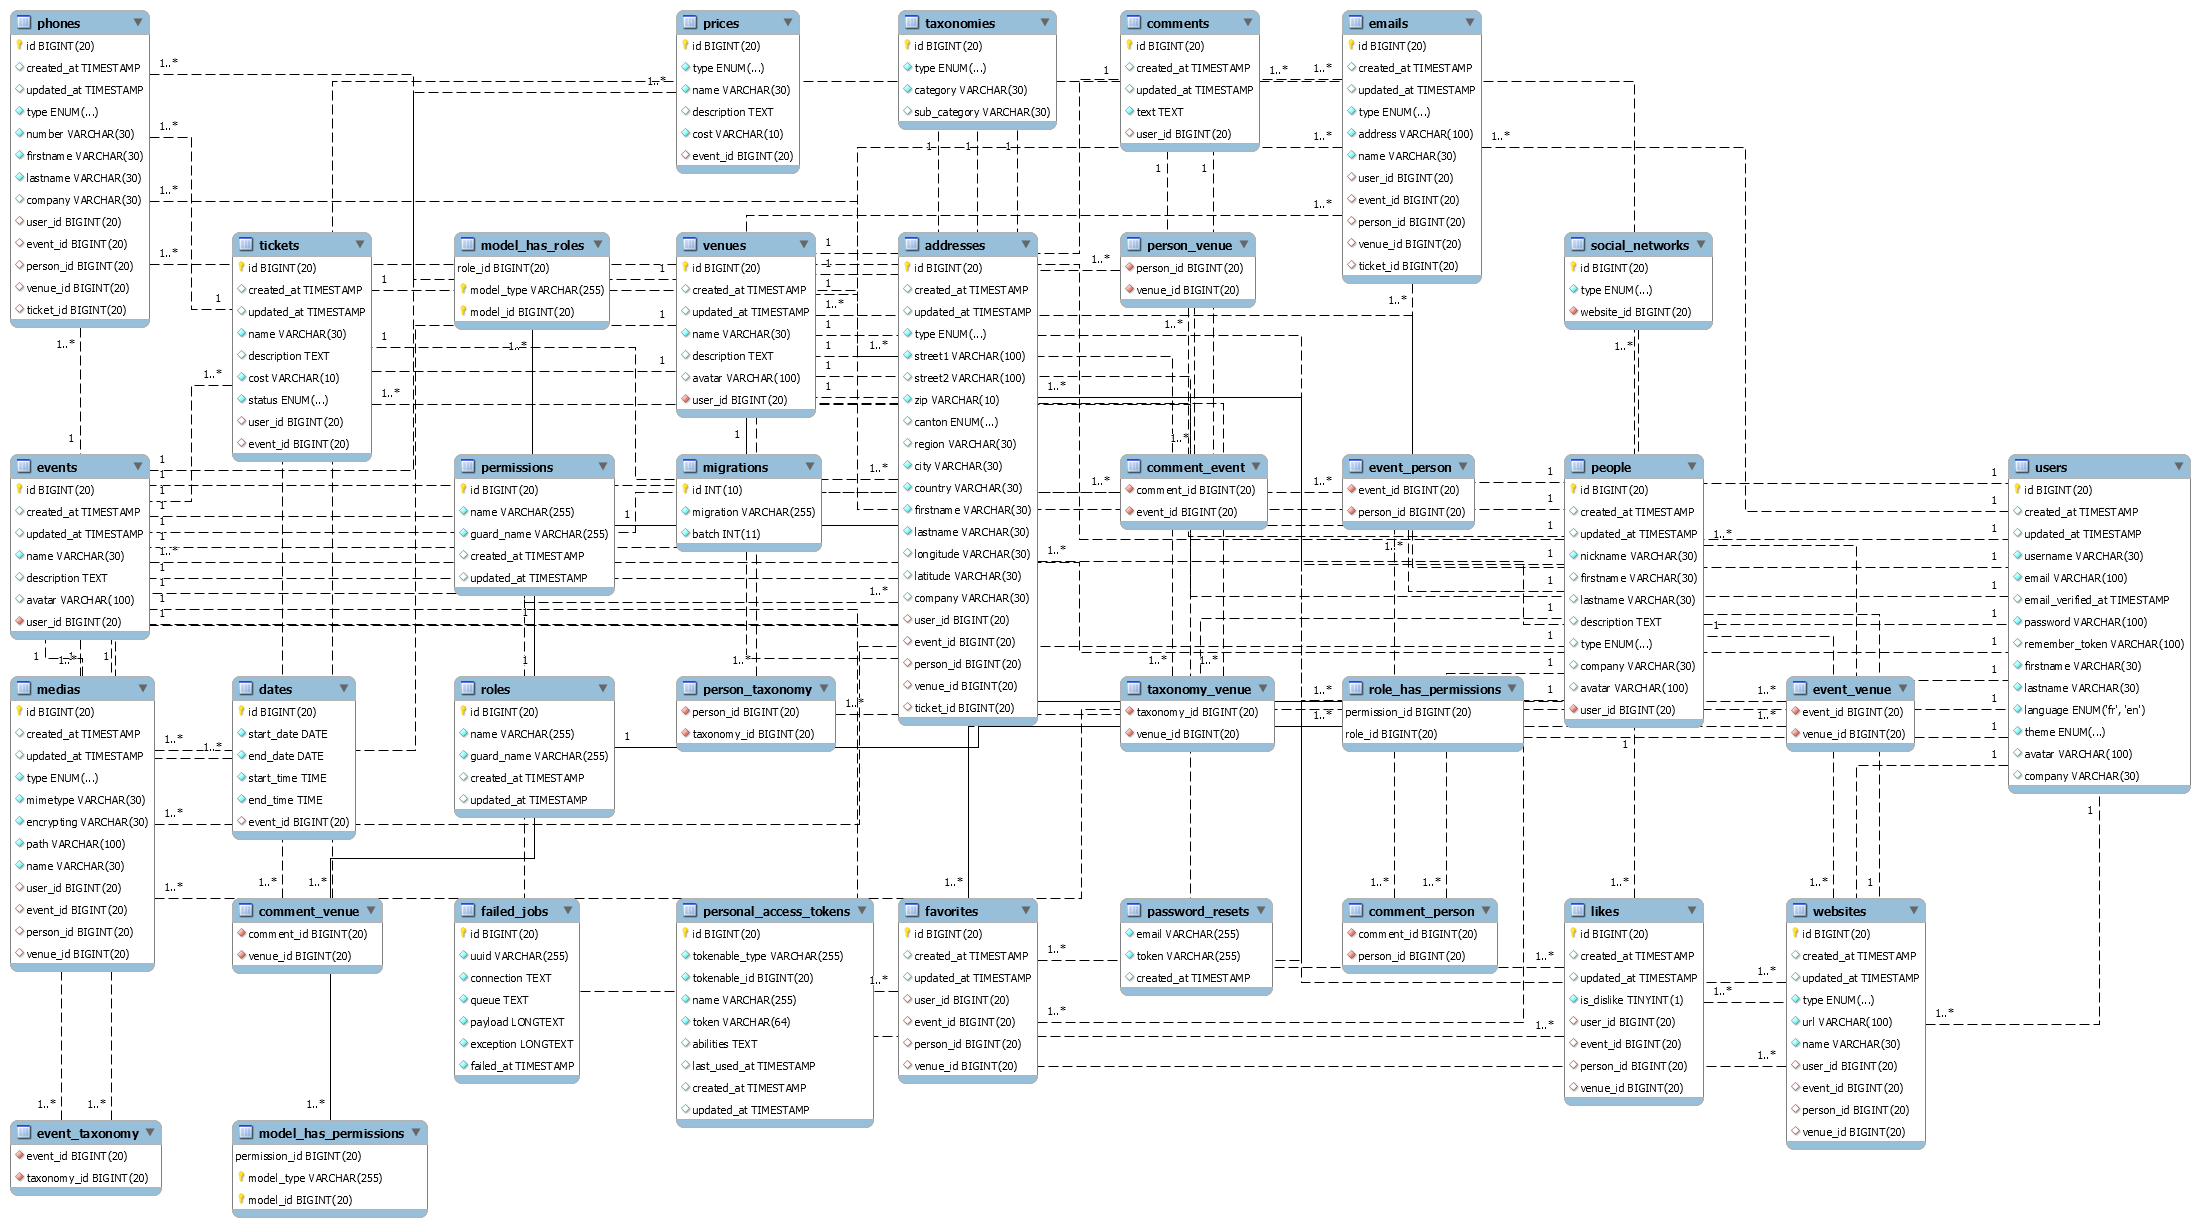 phones
id BIGINT(20)
created_at TIMESTAMP
updated_at TIMESTAMP
type ENUM(...)
number VARCHAR(30)
firstname VARCHAR(30)
lastname VARCHAR(30)
company VARCHAR(30)
user_id BIGINT(20)
event_id BIGINT(20)
person_id BIGINT(20)
venue_id BIGINT(20)
ticket_id BIGINT(20)
prices
id BIGINT(20)
type ENUM(...)
name VARCHAR(30)
description TEXT
cost VARCHAR(10)
event_id BIGINT(20)
taxonomies
id BIGINT(20)
type ENUM(...)
category VARCHAR(30)
sub_category VARCHAR(30)
comments
id BIGINT(20)
created_at TIMESTAMP
updated_at TIMESTAMP
text TEXT
user_id BIGINT(20)
emails
id BIGINT(20)
created_at TIMESTAMP
updated_at TIMESTAMP
type ENUM(...)
address VARCHAR(100)
name VARCHAR(30)
user_id BIGINT(20)
event_id BIGINT(20)
person_id BIGINT(20)
venue_id BIGINT(20)
ticket_id BIGINT(20)
tickets
id BIGINT(20)
created_at TIMESTAMP
updated_at TIMESTAMP
name VARCHAR(30)
description TEXT
cost VARCHAR(10)
status ENUM(...)
user_id BIGINT(20)
event_id BIGINT(20)
model_has_roles
role_id BIGINT(20)
model_type VARCHAR(255)
model_id BIGINT(20)
venues
id BIGINT(20)
created_at TIMESTAMP
updated_at TIMESTAMP
name VARCHAR(30)
description TEXT
avatar VARCHAR(100)
user_id BIGINT(20)
addresses
id BIGINT(20)
created_at TIMESTAMP
updated_at TIMESTAMP
type ENUM(...)
street1 VARCHAR(100)
street2 VARCHAR(100)
zip VARCHAR(10)
canton ENUM(...)
region VARCHAR(30)
city VARCHAR(30)
country VARCHAR(30)
firstname VARCHAR(30)
lastname VARCHAR(30)
longitude VARCHAR(30)
latitude VARCHAR(30)
company VARCHAR(30)
user_id BIGINT(20)
event_id BIGINT(20)
person_id BIGINT(20)
venue_id BIGINT(20)
ticket_id BIGINT(20)
person_venue
person_id BIGINT(20)
venue_id BIGINT(20)
social_networks
id BIGINT(20)
type ENUM(...)
website_id BIGINT(20)
events
id BIGINT(20)
created_at TIMESTAMP
updated_at TIMESTAMP
name VARCHAR(30)
description TEXT
avatar VARCHAR(100)
user_id BIGINT(20)
permissions
id BIGINT(20)
name VARCHAR(255)
guard_name VARCHAR(255)
created_at TIMESTAMP
updated_at TIMESTAMP
migrations
id INT(10)
migration VARCHAR(255)
batch INT(11)
comment_event
comment_id BIGINT(20)
event_id BIGINT(20)
event_person
event_id BIGINT(20)
person_id BIGINT(20)
people
id BIGINT(20)
created_at TIMESTAMP
updated_at TIMESTAMP
nickname VARCHAR(30)
firstname VARCHAR(30)
lastname VARCHAR(30)
description TEXT
type ENUM(...)
company VARCHAR(30)
avatar VARCHAR(100)
user_id BIGINT(20)
users
id BIGINT(20)
created_at TIMESTAMP
updated_at TIMESTAMP
username VARCHAR(30)
email VARCHAR(100)
email_verified_at TIMESTAMP
password VARCHAR(100)
remember_token VARCHAR(100)
firstname VARCHAR(30)
lastname VARCHAR(30)
language ENUM('fr', 'en')
theme ENUM(...)
avatar VARCHAR(100)
company VARCHAR(30)
medias
id BIGINT(20)
created_at TIMESTAMP
updated_at TIMESTAMP
type ENUM(...)
mimetype VARCHAR(30)
encrypting VARCHAR(30)
path VARCHAR(100)
name VARCHAR(30)
user_id BIGINT(20)
event_id BIGINT(20)
person_id BIGINT(20)
venue_id BIGINT(20)
dates
id BIGINT(20)
start_date DATE
end_date DATE
start_time TIME
end_time TIME
event_id BIGINT(20)
roles
id BIGINT(20)
name VARCHAR(255)
guard_name VARCHAR(255)
created_at TIMESTAMP
updated_at TIMESTAMP
person_taxonomy
person_id BIGINT(20)
taxonomy_id BIGINT(20)
taxonomy_venue
taxonomy_id BIGINT(20)
venue_id BIGINT(20)
role_has_permissions
permission_id BIGINT(20)
role_id BIGINT(20)
event_venue
event_id BIGINT(20)
venue_id BIGINT(20)
comment_venue
comment_id BIGINT(20)
venue_id BIGINT(20)
failed_jobs
id BIGINT(20)
uuid VARCHAR(255)
connection TEXT
queue TEXT
payload LONGTEXT
exception LONGTEXT
failed_at TIMESTAMP
personal_access_tokens
id BIGINT(20)
tokenable_type VARCHAR(255)
tokenable_id BIGINT(20)
name VARCHAR(255)
token VARCHAR(64)
abilities TEXT
last_used_at TIMESTAMP
created_at TIMESTAMP
updated_at TIMESTAMP
favorites
id BIGINT(20)
created_at TIMESTAMP
updated_at TIMESTAMP
user_id BIGINT(20)
event_id BIGINT(20)
person_id BIGINT(20)
venue_id BIGINT(20)
password_resets
email VARCHAR(255)
token VARCHAR(255)
created_at TIMESTAMP
comment_person
comment_id BIGINT(20)
person_id BIGINT(20)
likes
id BIGINT(20)
created_at TIMESTAMP
updated_at TIMESTAMP
is_dislike TINYINT(1)
user_id BIGINT(20)
event_id BIGINT(20)
person_id BIGINT(20)
venue_id BIGINT(20)
websites
id BIGINT(20)
created_at TIMESTAMP
updated_at TIMESTAMP
type ENUM(...)
url VARCHAR(100)
name VARCHAR(30)
user_id BIGINT(20)
event_id BIGINT(20)
person_id BIGINT(20)
venue_id BIGINT(20)
event_taxonomy
event_id BIGINT(20)
taxonomy_id BIGINT(20)
model_has_permissions
permission_id BIGINT(20)
model_type VARCHAR(255)
model_id BIGINT(20)